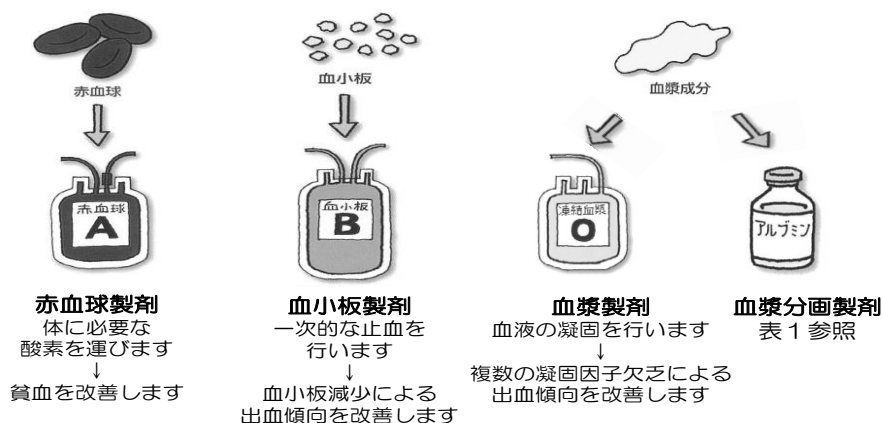 赤血球
血小板
血漿成分
赤血球
A
血小板
B
凍結血漿
O
アルブミン
赤血球製剤
体に必要な
酸素を運びます
↓
貧血を改善します
血小板製剤
一次的な止血を
行います
↓
血小板減少による
出血傾向を改善します
血漿製剤
血液の凝固を行います
↓
複数の凝固因子欠乏による
出血傾向を改善します
血漿分画製剤
表1参照